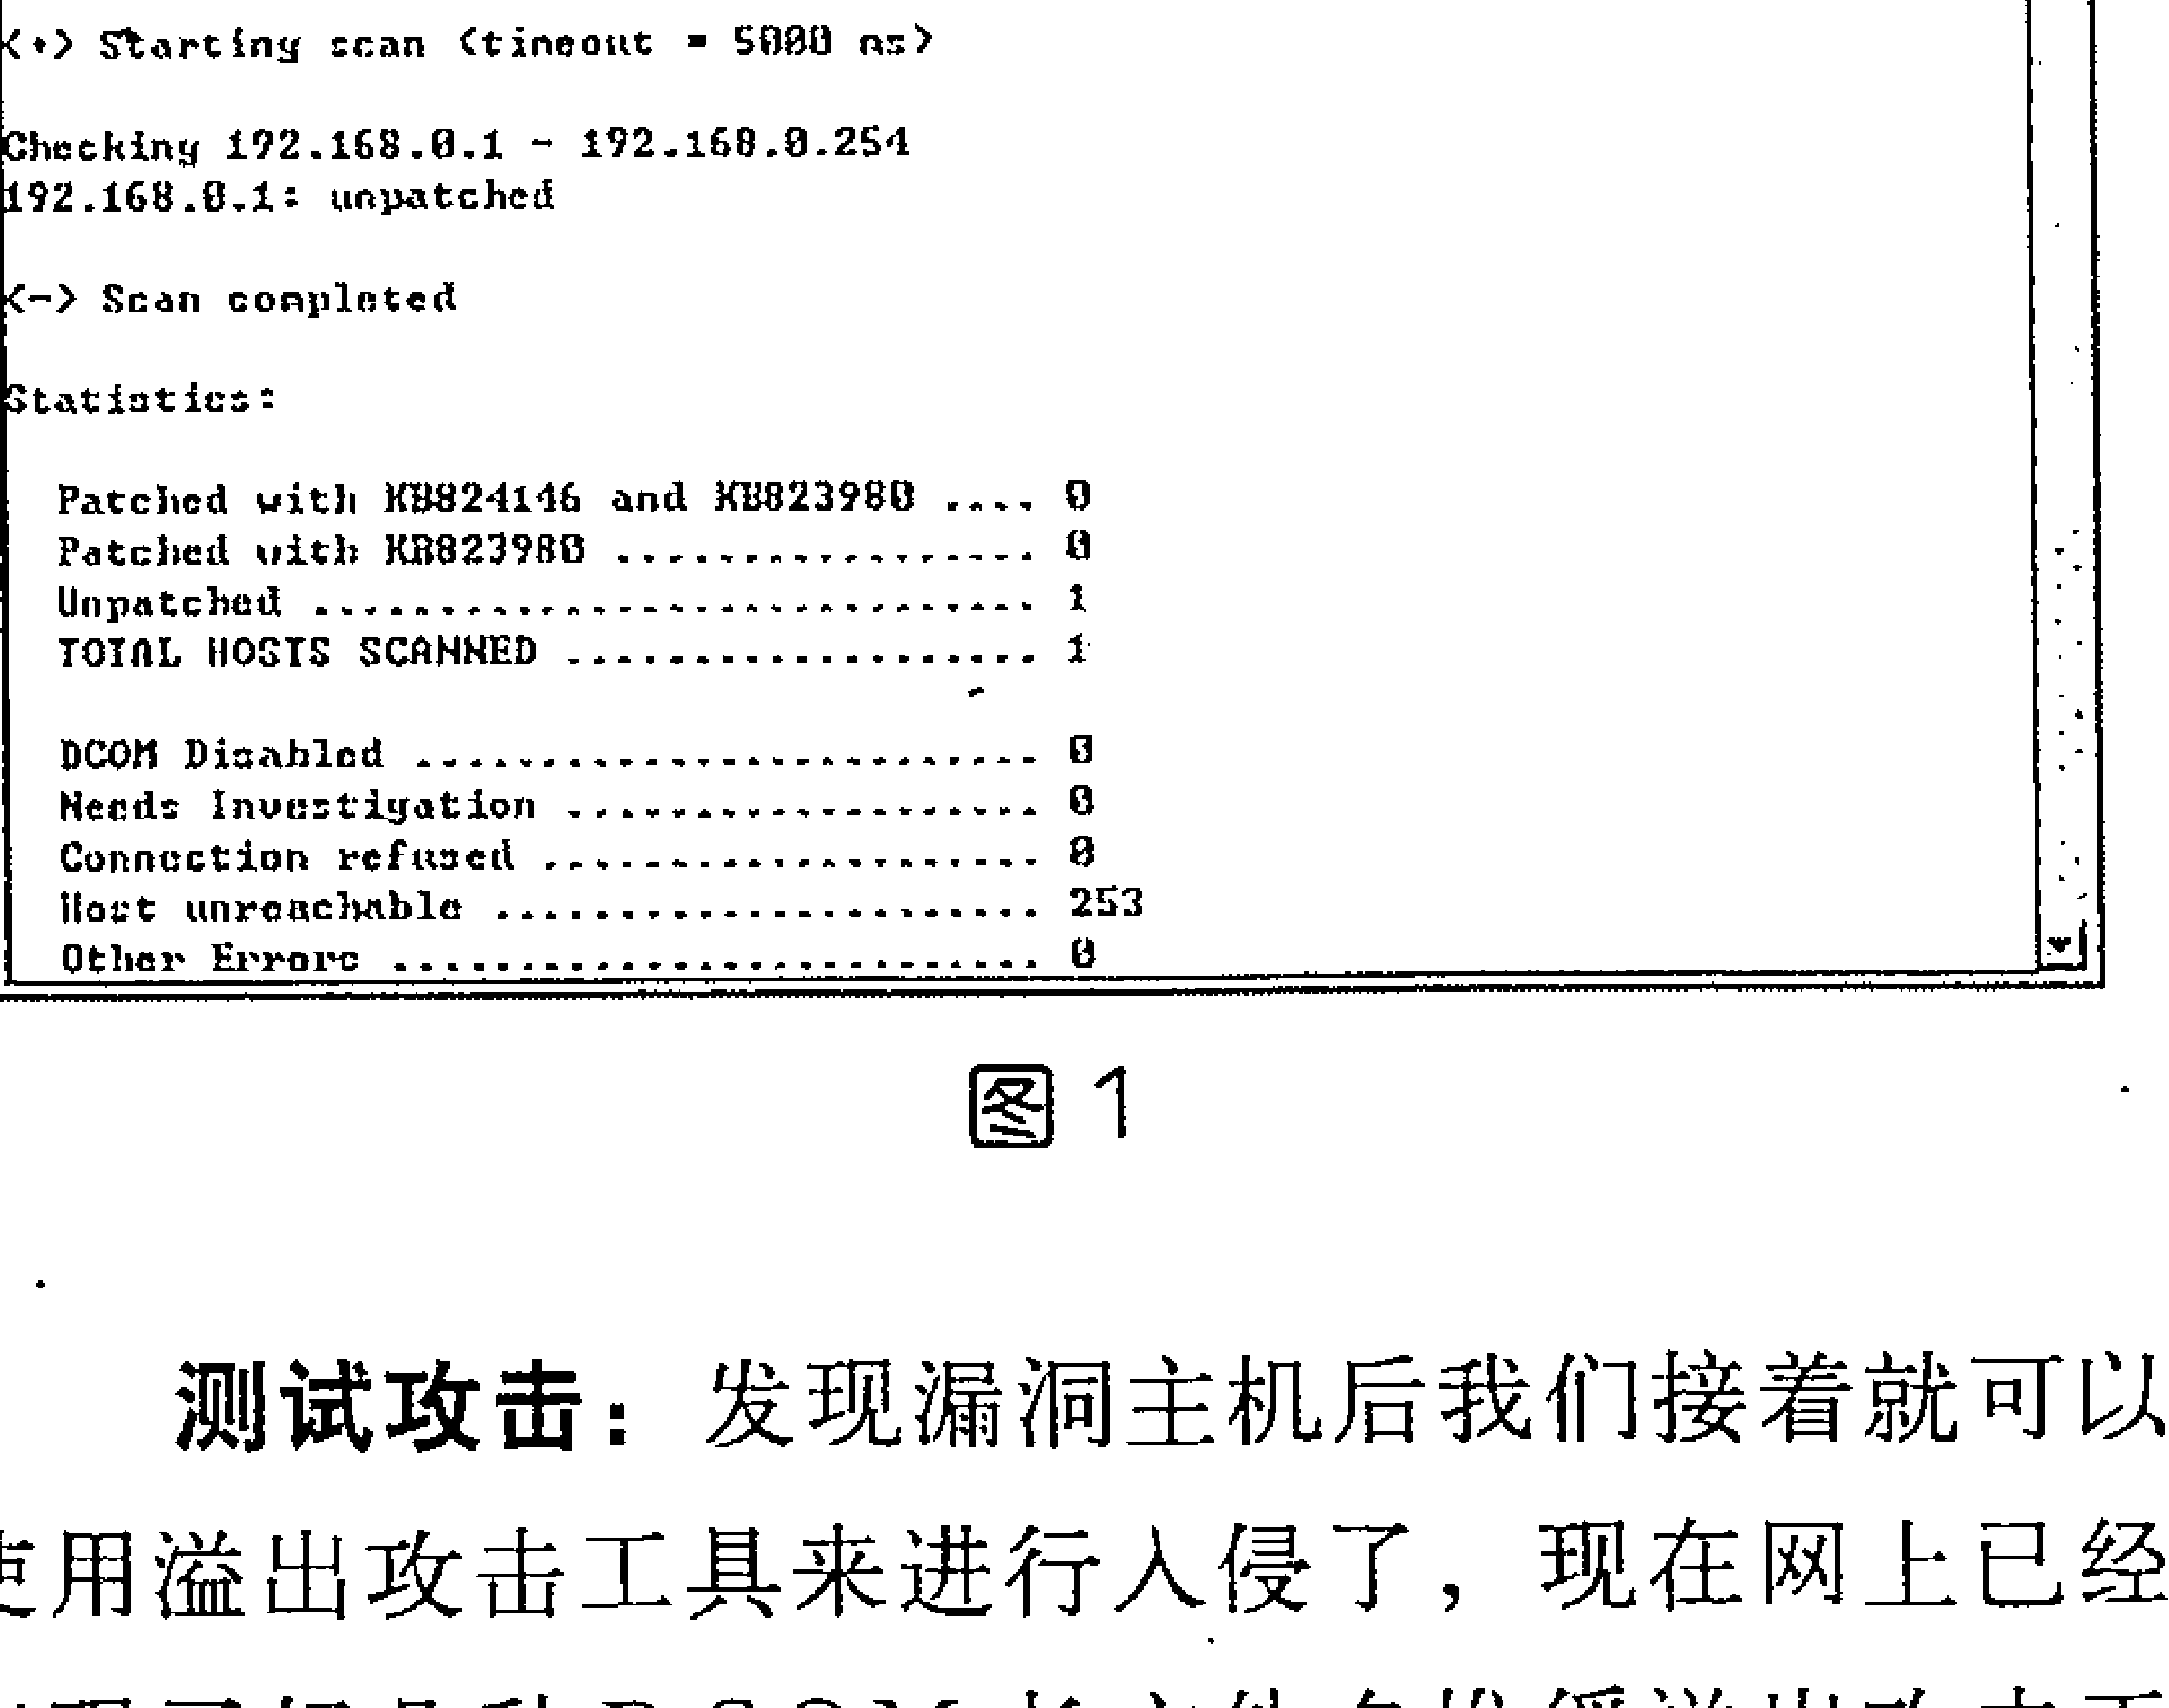 <+> Starting scan (timeout = 5000 ms)
Checking 192.168.0.1 - 192.168.0.254
192.168.0.1: unpatched
<-> Scan completed
Statistics:
Patched with KB824146 and KB823980 .... 0
Patched with KB823980 ................. 0
Unpatched ............................. 1
TOTAL HOSTS SCANNED ................... 1
DCOM Disabled ......................... 0
Needs Investigation ................... 0
Connection refused .................... 0
Host unreachable ...................... 253
Other Errors .......................... 0
图 1
测试攻击：发现漏洞主机后我们接着就可以
使用溢出攻击工具来进行入侵了，现在网上已经